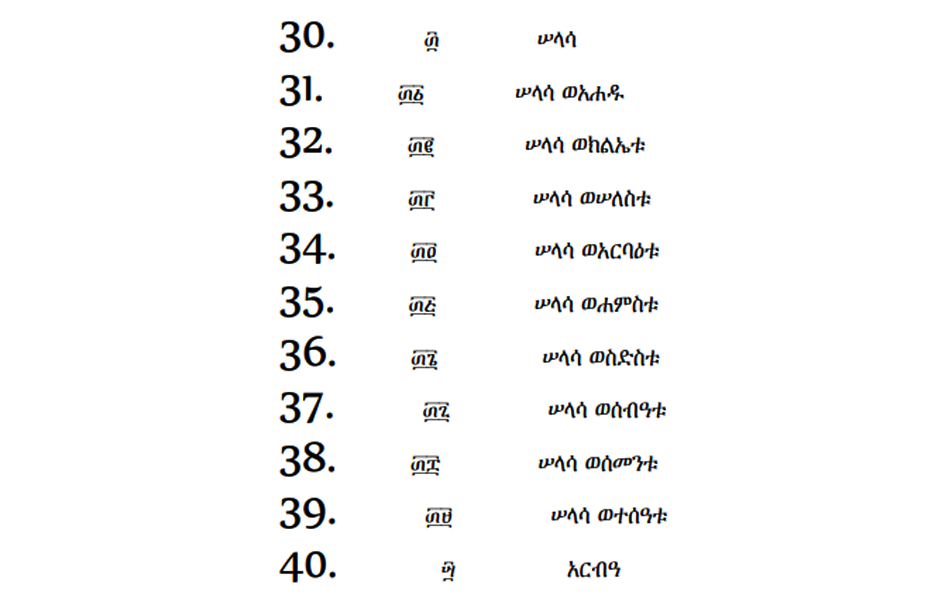 30. ፴ ሠላሳ
31. ፴፩ ሠላሳ ወአሐዱ
32. ፴፪ ሠላሳ ወክልኤቱ
33. ፴፫ ሠላሳ ወሠለስቱ
34. ፴፬ ሠላሳ ወአርባዕቱ
35. ፴፭ ሠላሳ ወሐምስቱ
36. ፴፮ ሠላሳ ወስድስቱ
37. ፴፯ ሠላሳ ወሰብዓቱ
38. ፴፰ ሠላሳ ወሰመንቱ
39. ፴፱ ሠላሳ ወተሰዓቱ
40. ፵ አርብዓ